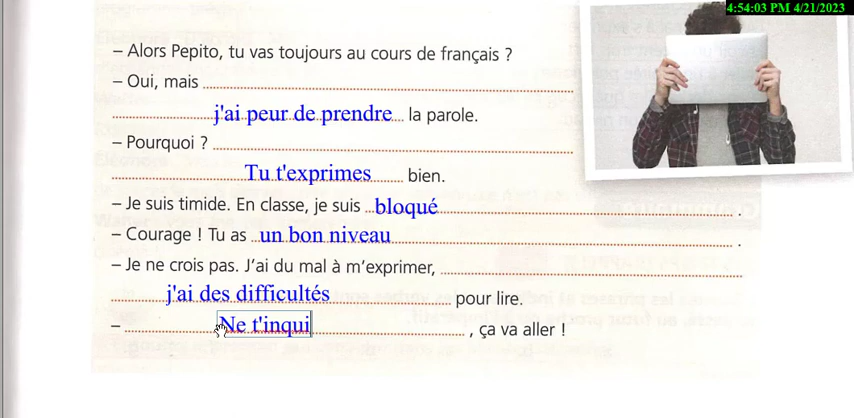 4:54:03 PM 4/21/2023
– Alors Pepito, tu vas toujours au cours de français ?
– Oui, mais
j'ai peur de prendre la parole.
– Pourquoi ?
Tu t'exprimes bien.
– Je suis timide. En classe, je suis bloqué .
– Courage ! Tu as un bon niveau .
– Je ne crois pas. J'ai du mal à m'exprimer,
j'ai des difficultés pour lire.
– Ne t'inqui , ça va aller !